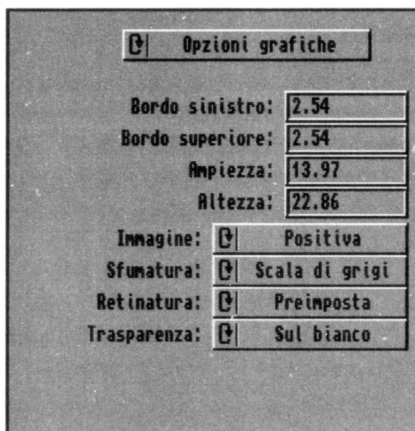 Opzioni grafiche
Bordo sinistro: 2.54
Bordo superiore: 2.54
Ampiezza: 13.97
Altezza: 22.86
Immagine: Positiva
Sfumatura: Scala di grigi
Retinatura: Preimposta
Trasparenza: Sul bianco